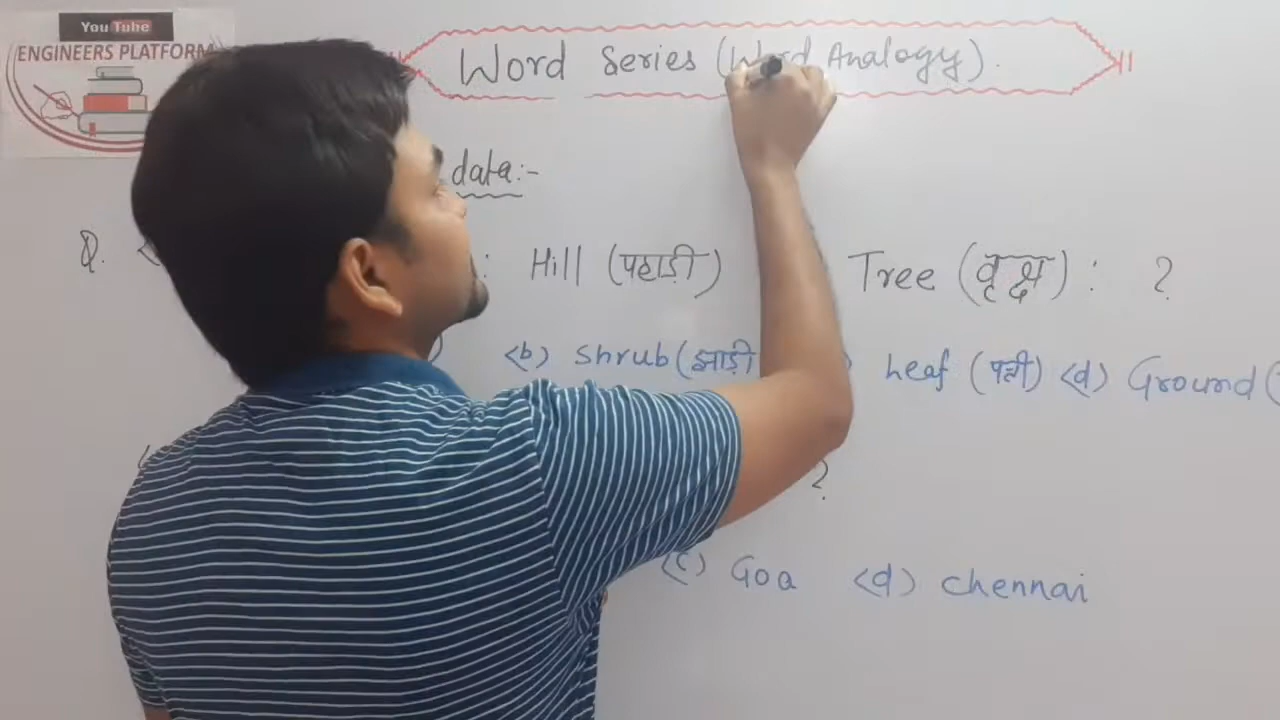 YouTube
ENGINEERS PLATFORM
Word Series (Word Analogy).
data:-
Q. : Hill (पहाड़ी) Tree (वृक्ष) : ?
(b) Shrub (झाड़ी Leaf (पत्ती) (d) Ground (
?
(c) Goa (d) Chennai